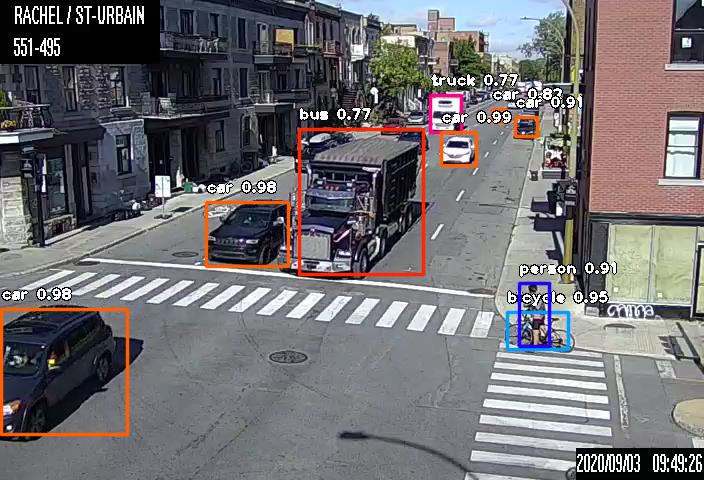 RACHEL / ST-URBAIN
551-495
truck 0.77
car 0.82
car 0.91
bus 0.77
car 0.99
car 0.98
person 0.91
car 0.98
bicycle 0.95
2020/09/03 09:49:26